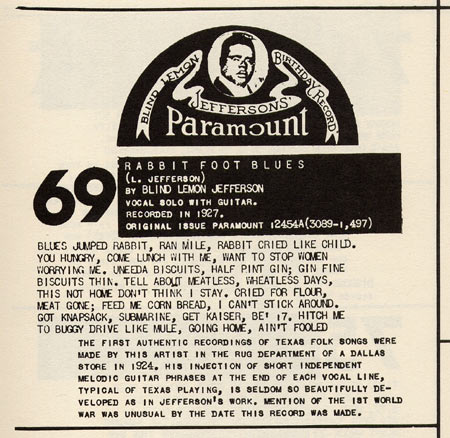 BLIND LEMON JEFFERSONS' BIRTHDAY RECORD
Paramount
69
RABBIT FOOT BLUES
(L. JEFFERSON)
BY BLIND LEMON JEFFERSON
VOCAL SOLO WITH GUITAR.
RECORDED IN 1927.
ORIGINAL ISSUE PARAMOUNT 12454A(3089-1,497)
BLUES JUMPED RABBIT, RAN MILE, RABBIT CRIED LIKE CHILD.
YOU HUNGRY, COME LUNCH WITH ME, WANT TO STOP WOMEN
WORRYING ME. UNEEDA BISCUITS, HALF PINT GIN; GIN FINE
BISCUITS THIN. TELL ABOUT MEATLESS, WHEATLESS DAYS,
THIS NOT HOME DON'T THINK I STAY. CRIED FOR FLOUR,
MEAT GONE; FEED ME CORN BREAD, I CAN'T STICK AROUND.
GOT KNAPSACK, SUBMARINE, GET KAISER, BE' 17. HITCH ME
TO BUGGY DRIVE LIKE MULE, GOING HOME, AIN'T FOOLED
THE FIRST AUTHENTIC RECORDINGS OF TEXAS FOLK SONGS WERE
MADE BY THIS ARTIST IN THE RUG DEPARTMENT OF A DALLAS
STORE IN 1924. HIS INJECTION OF SHORT INDEPENDENT
MELODIC GUITAR PHRASES AT THE END OF EACH VOCAL LINE,
TYPICAL OF TEXAS PLAYING, IS SELDOM SO BEAUTIFULLY DE-
VELOPED AS IN JEFFERSON'S WORK. MENTION OF THE 1ST WORLD
WAR WAS UNUSUAL BY THE DATE THIS RECORD WAS MADE.